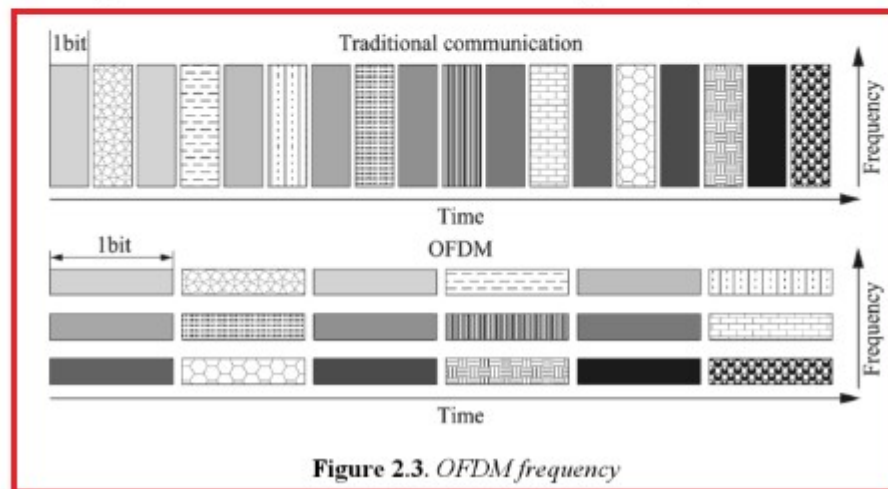 1bit
Traditional communication
Frequency
Time
1bit
OFDM
Frequency
Time
Figure 2.3. OFDM frequency